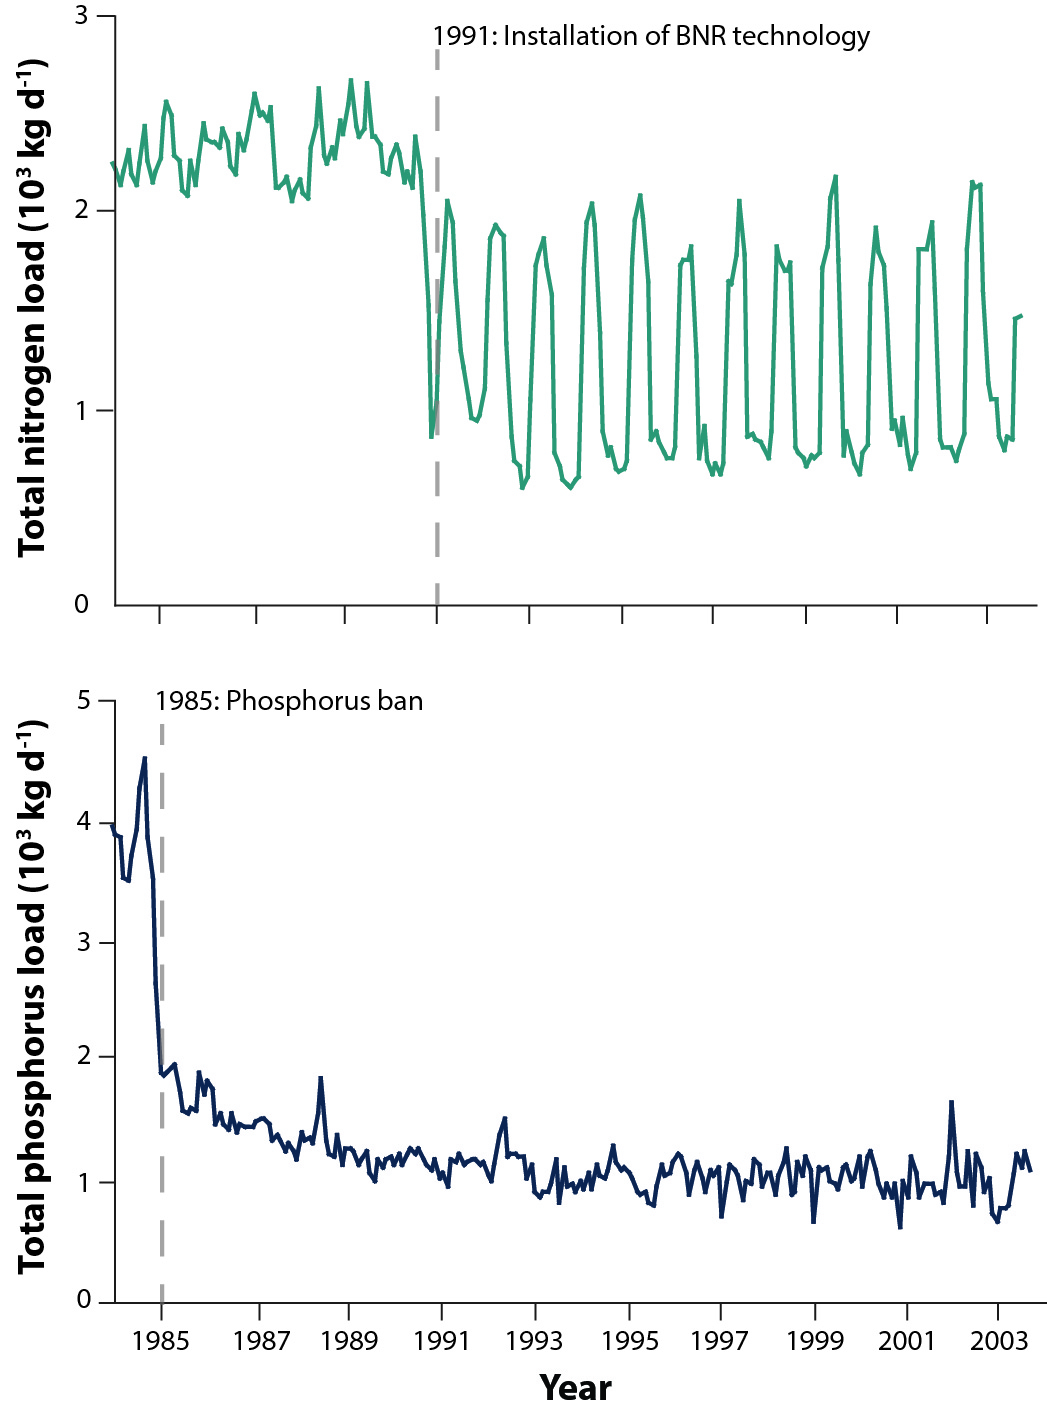 3
1991: Installation of BNR technology
Total nitrogen load (10³ kg d⁻¹)
2
1
0
5
1985: Phosphorus ban
Total phosphorus load (10³ kg d⁻¹)
4
3
2
1
0
1985 1987 1989 1991 1993 1995 1997 1999 2001 2003
Year